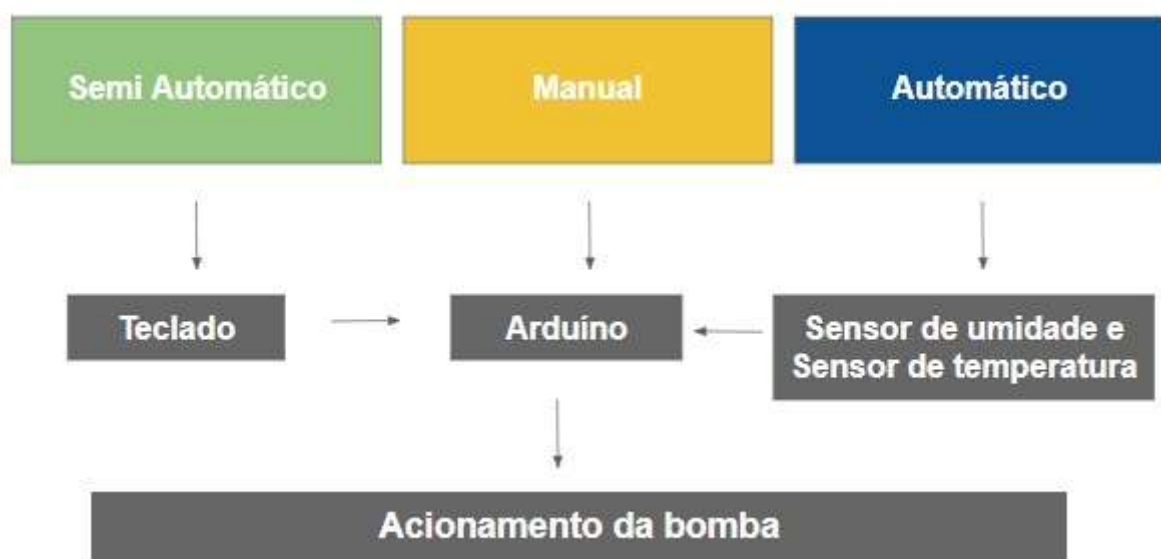 Semi Automático
Manual
Automático
Teclado
Arduíno
Sensor de umidade e
Sensor de temperatura
Acionamento da bomba